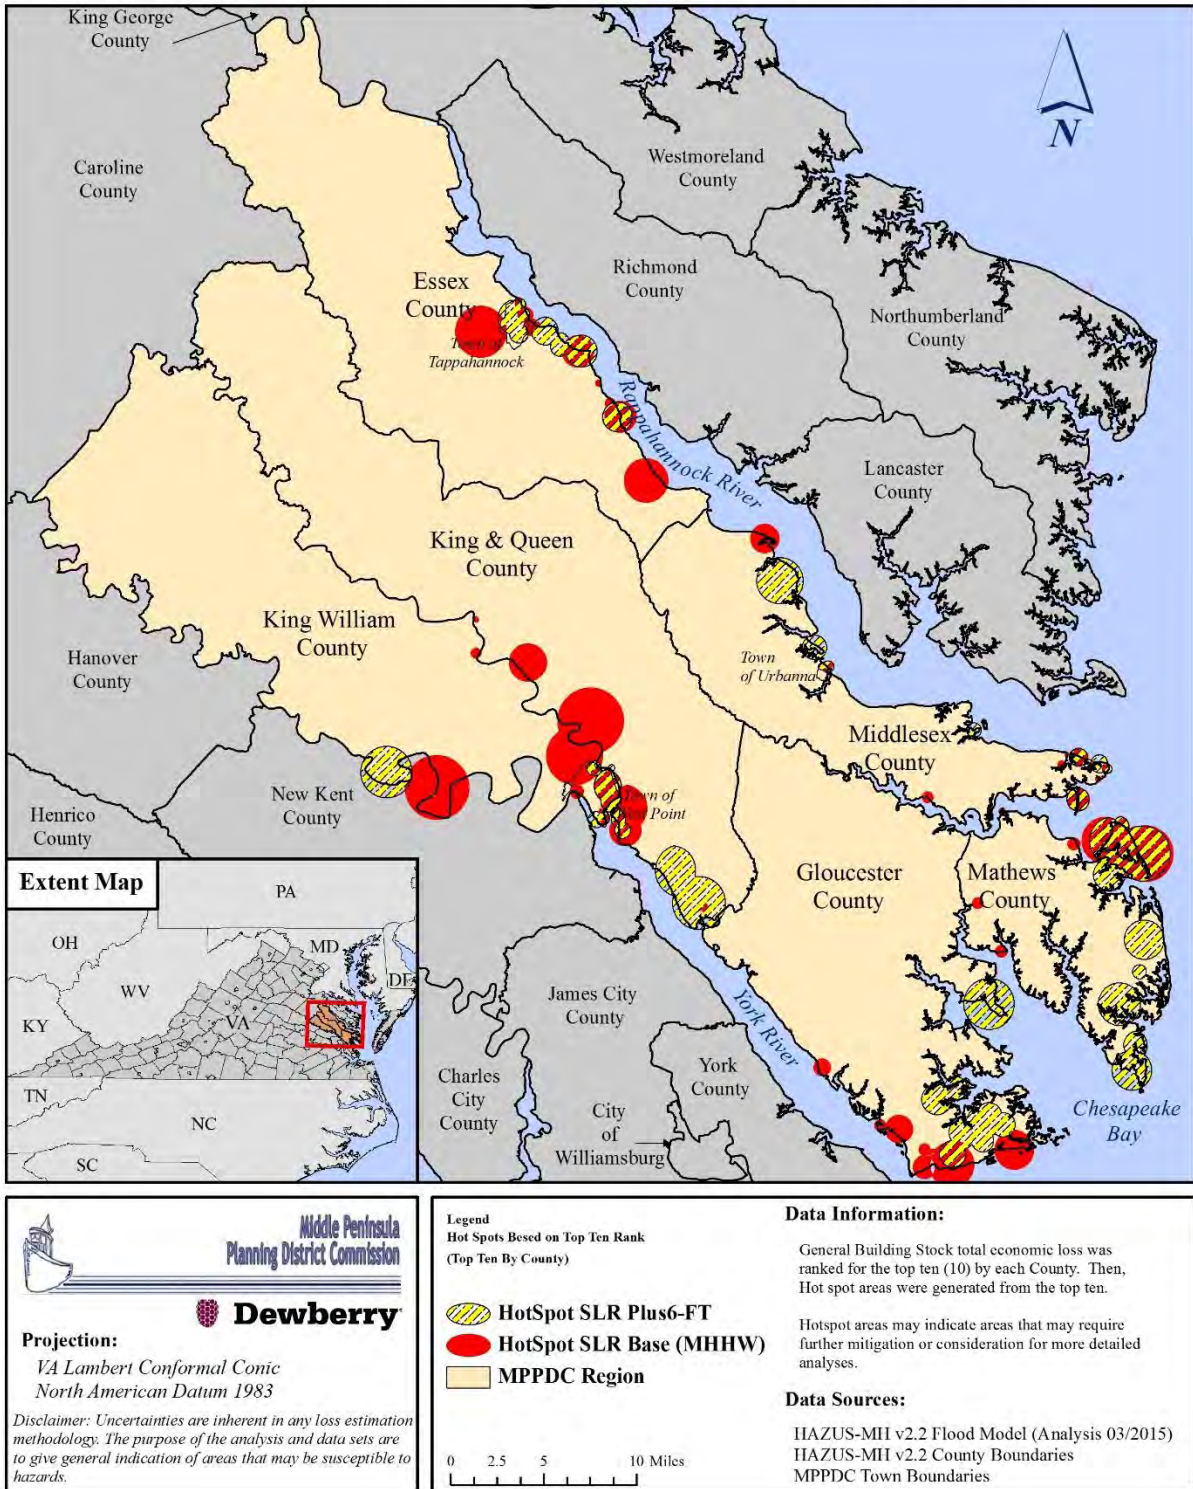 King George
County
Caroline
County
Westmoreland
County
N
Richmond
County
Essex
County
Northumberland
County
Town of
Tappahannock
Rappahannock River
Lancaster
County
King & Queen
County
King William
County
Hanover
County
Town
of Urbanna
Middlesex
County
New Kent
County
Henrico
County
Town of
West Point
Gloucester
County
Mathews
County
Extent Map
PA
OH
MD
DE
WV
KY
VA
TN
NC
SC
James City
County
York River
York
County
Charles
City
County
City
of
Williamsburg
Chesapeake
Bay
Middle Peninsula
Planning District Commission
Dewberry
Projection:
VA Lambert Conformal Conic
North American Datum 1983
Disclaimer: Uncertainties are inherent in any loss estimation
methodology. The purpose of the analysis and data sets are
to give general indication of areas that may be susceptible to
hazards.
Legend
Hot Spots Besed on Top Ten Rank
(Top Ten By County)
HotSpot SLR Plus6-FT
HotSpot SLR Base (MHHW)
MPPDC Region
0 2.5 5 10 Miles
Data Information:
General Building Stock total economic loss was
ranked for the top ten (10) by each County. Then,
Hot spot areas were generated from the top ten.
Hotspot areas may indicate areas that may require
further mitigation or consideration for more detailed
analyses.
Data Sources:
HAZUS-MH v2.2 Flood Model (Analysis 03/2015)
HAZUS-MH v2.2 County Boundaries
MPPDC Town Boundaries